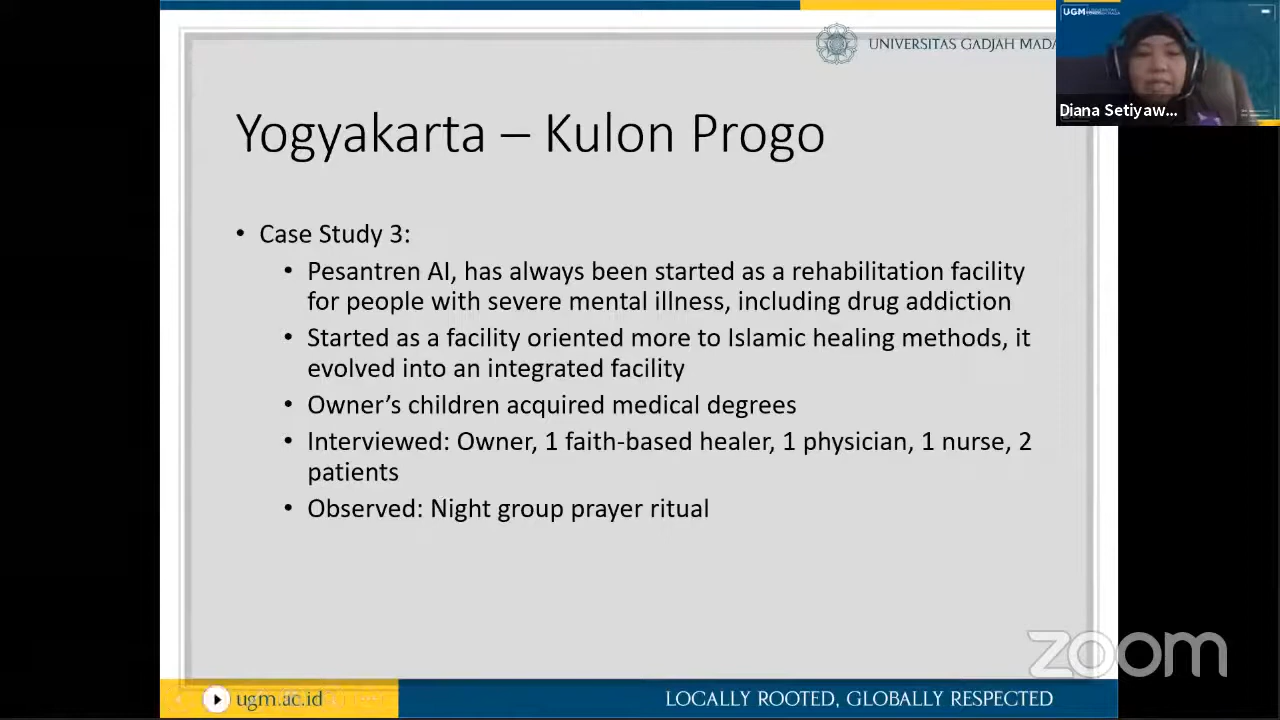 UNIVERSITAS GADJAH MADA
UGM
Diana Setiyaw...
Yogyakarta – Kulon Progo
• Case Study 3:
• Pesantren AI, has always been started as a rehabilitation facility
for people with severe mental illness, including drug addiction
• Started as a facility oriented more to Islamic healing methods, it
evolved into an integrated facility
• Owner’s children acquired medical degrees
• Interviewed: Owner, 1 faith-based healer, 1 physician, 1 nurse, 2
patients
• Observed: Night group prayer ritual
zoom
ugm.ac.id
LOCALLY ROOTED, GLOBALLY RESPECTED